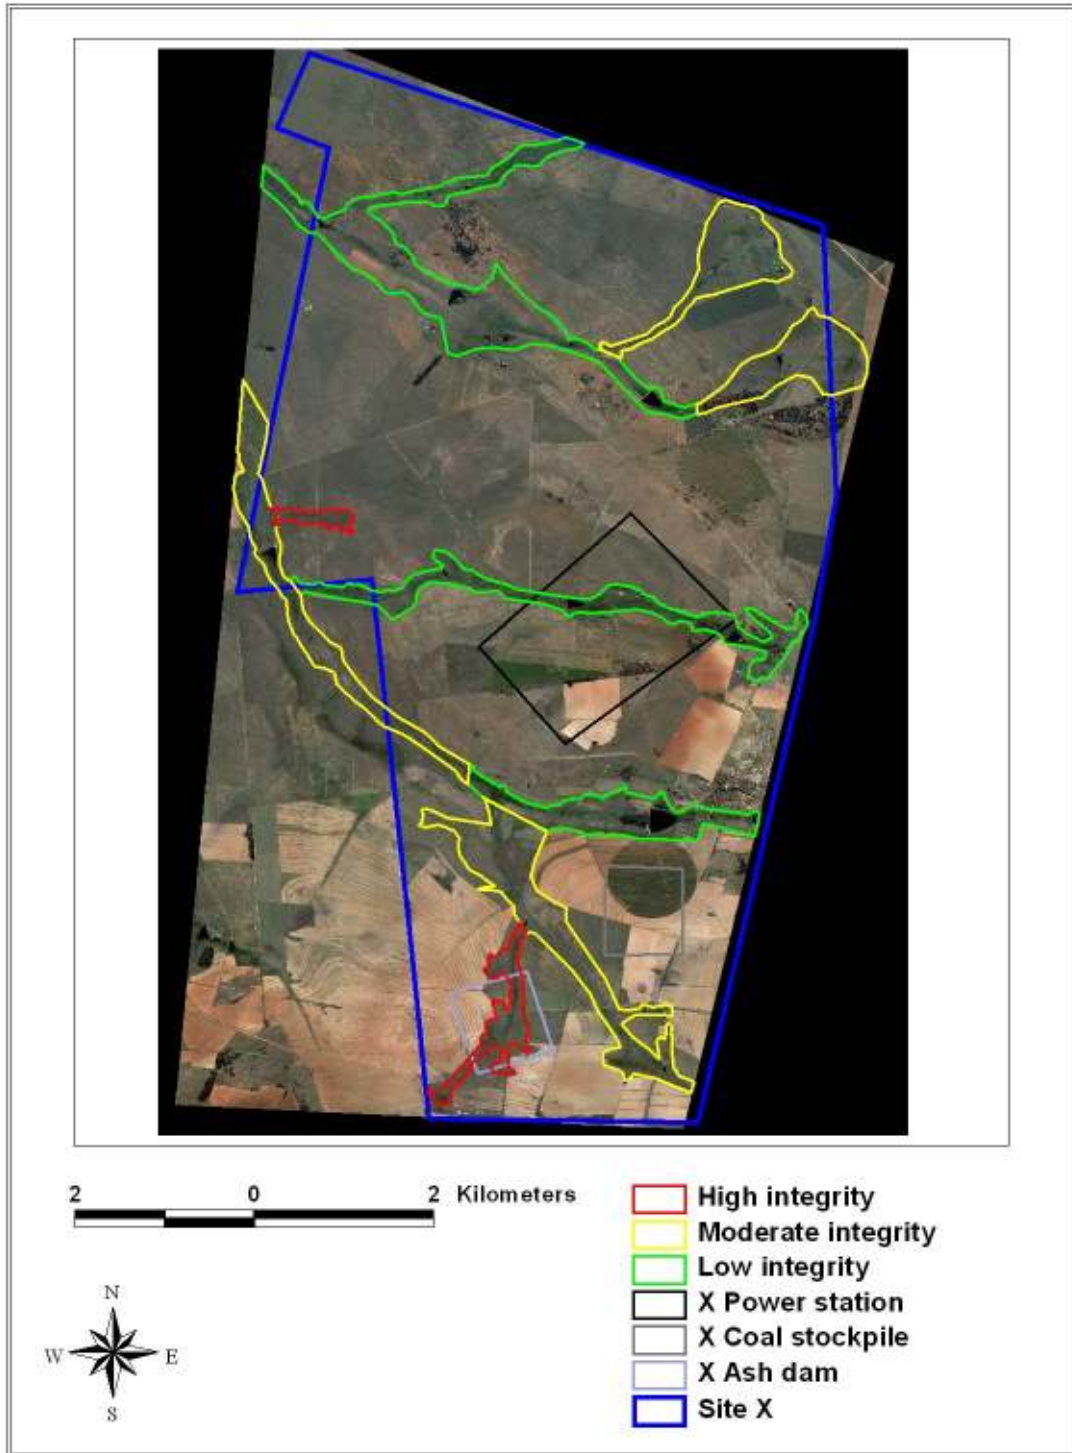 2 0 2 Kilometers
High integrity
Moderate integrity
Low integrity
X Power station
X Coal stockpile
X Ash dam
Site X
N
W E
S